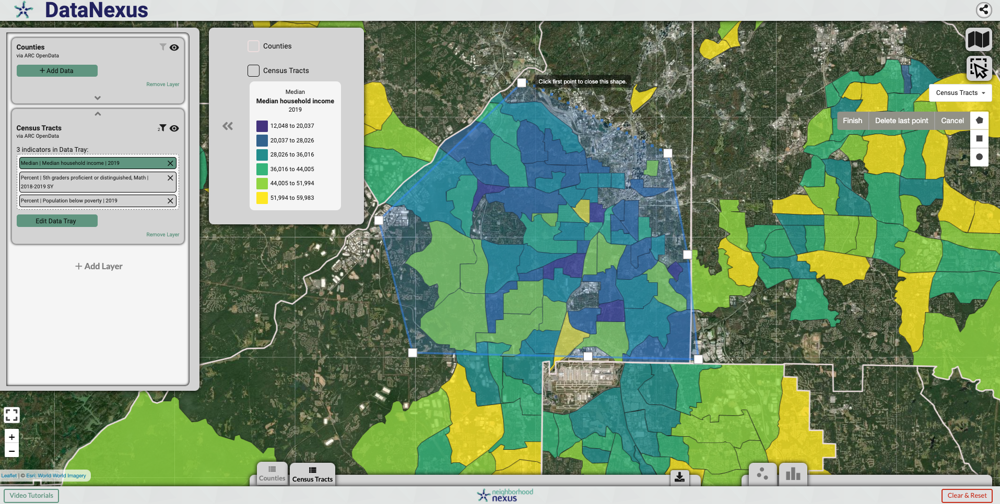 DataNexus
Counties
via ARC OpenData
+ Add Data
Remove Layer
Census Tracts
2
via ARC OpenData
3 indicators in Data Tray:
Median | Median household income | 2019
Percent | 5th graders proficient or distinguished, Math |
2018-2019 SY
Percent | Population below poverty | 2019
Edit Data Tray
Remove Layer
+ Add Layer
Counties
Census Tracts
Median
Median household income
2019
12,048 to 20,037
20,037 to 28,026
28,026 to 36,016
36,016 to 44,005
44,005 to 51,994
51,994 to 59,983
Click first point to close this shape.
Census Tracts
Finish Delete last point Cancel
+
−
Leaflet | © Esri: World World Imagery
Counties
Census Tracts
Video Tutorials
neighborhood
nexus
Clear & Reset